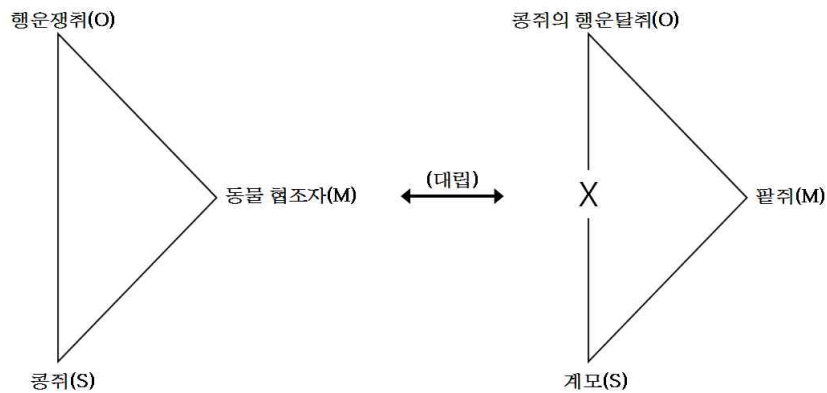 행운쟁취(O)
콩쥐의 행운탈취(O)
동물 협조자(M)
(대립)
X
팥쥐(M)
콩쥐(S)
계모(S)